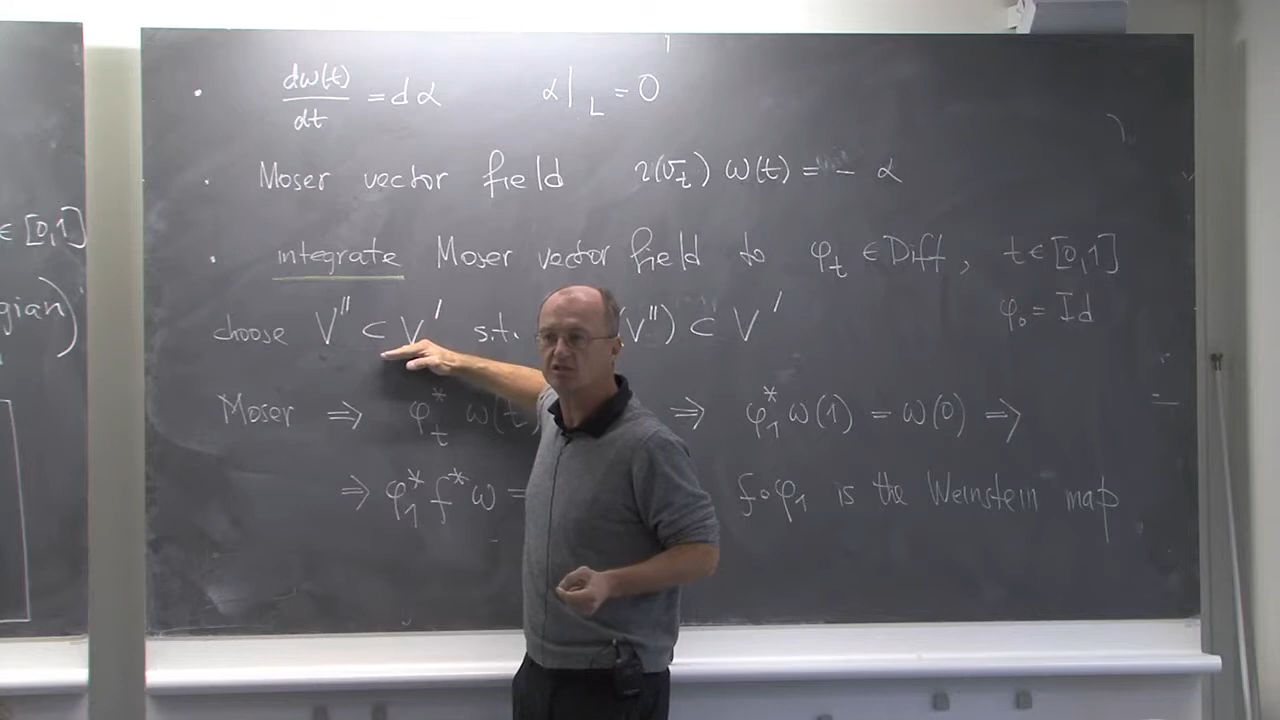 ∈ [0,1]
gian)
• dω(t)/dt = dα   α|_L = 0
• Moser vector field   ı(v_t) ω(t) = − α
• integrate Moser vector field to φ_t ∈ Diff, t ∈ [0,1]
φ_0 = Id
choose V'' ⊂ V' s.t. (V'') ⊂ V'
Moser ⇒ φ_t^* ω(t ⇒ φ_1^* ω(1) = ω(0) ⇒
⇒ φ_1^* f^* ω = f∘φ_1 is the Weinstein map